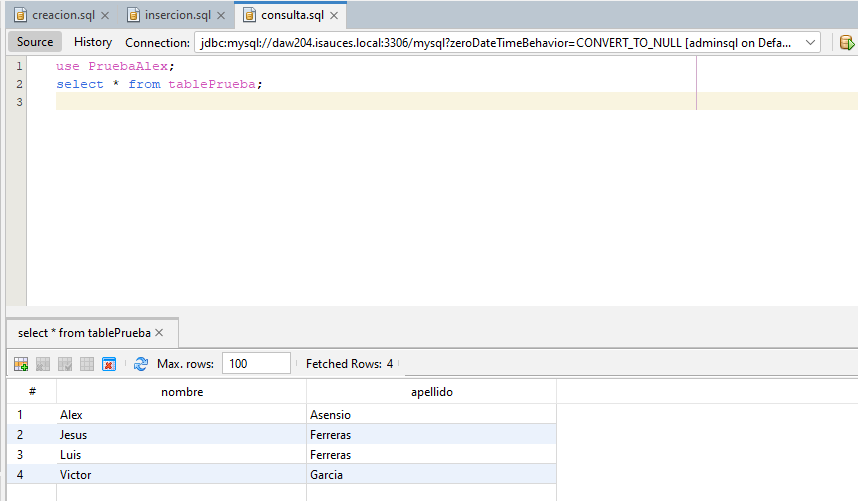 creacion.sql insercion.sql consulta.sql
Source History Connection: jdbc:mysql://daw204.isauces.local:3306/mysql?zeroDateTimeBehavior=CONVERT_TO_NULL [adminsql on Defa...
1 use PruebaAlex;
2 select * from tablePrueba;
3
select * from tablePrueba
Max. rows: 100 Fetched Rows: 4
# nombre apellido
1 Alex Asensio
2 Jesus Ferreras
3 Luis Ferreras
4 Victor Garcia